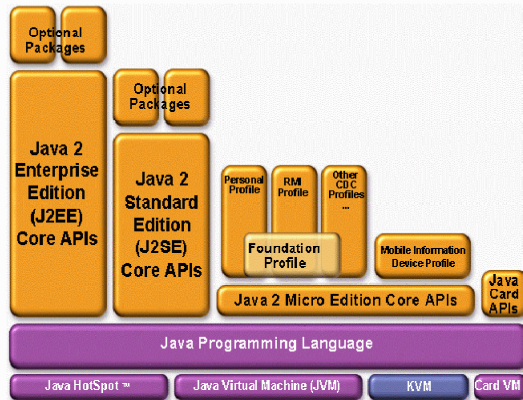 Optional
Packages
Java 2
Enterprise
Edition
(J2EE)
Core APIs
Optional
Packages
Java 2
Standard
Edition
(J2SE)
Core APIs
Personal
Profile
RMI
Profile
Other
CDC
Profiles
...
Foundation
Profile
Mobile Information
Device Profile
Java 2 Micro Edition Core APIs
Java
Card
APIs
Java Programming Language
Java HotSpot ™
Java Virtual Machine (JVM)
KVM
Card VM